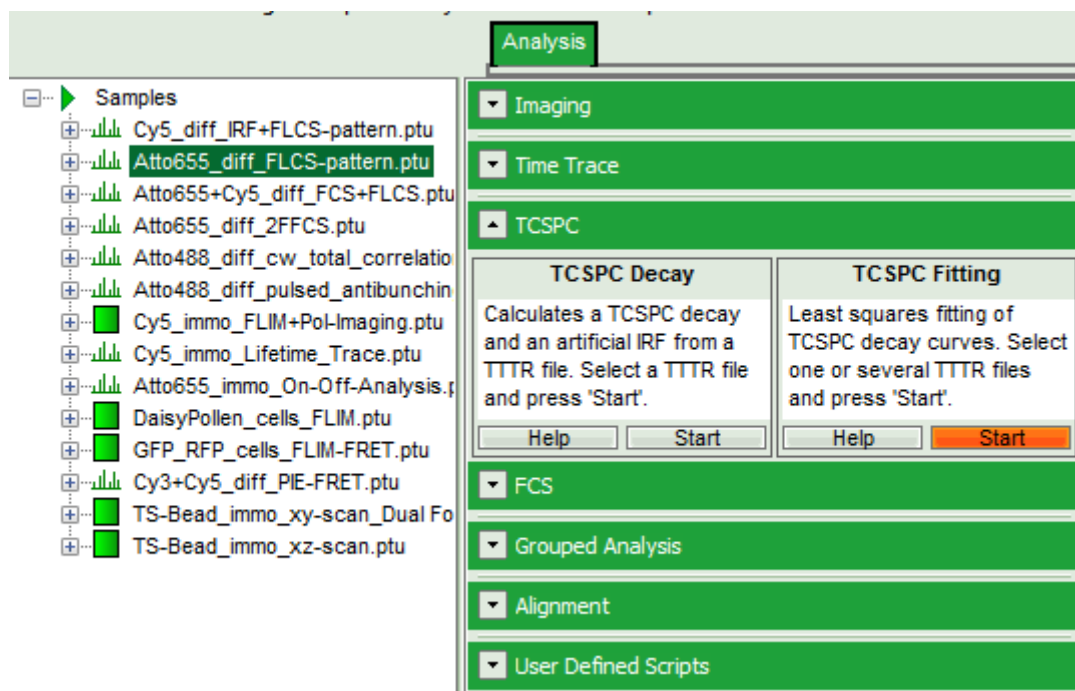 Analysis
Samples
Cy5_diff_IRF+FLCS-pattern.ptu
Atto655_diff_FLCS-pattern.ptu
Atto655+Cy5_diff_FCS+FLCS.ptu
Atto655_diff_2FFCS.ptu
Atto488_diff_cw_total_correlatio
Atto488_diff_pulsed_antibunchin
Cy5_immo_FLIM+Pol-Imaging.ptu
Cy5_immo_Lifetime_Trace.ptu
Atto655_immo_On-Off-Analysis.p
DaisyPollen_cells_FLIM.ptu
GFP_RFP_cells_FLIM-FRET.ptu
Cy3+Cy5_diff_PIE-FRET.ptu
TS-Bead_immo_xy-scan_Dual Fo
TS-Bead_immo_xz-scan.ptu
Imaging
Time Trace
TCSPC
TCSPC Decay
Calculates a TCSPC decay
and an artificial IRF from a
TTTR file. Select a TTTR file
and press 'Start'.
Help Start
TCSPC Fitting
Least squares fitting of
TCSPC decay curves. Select
one or several TTTR files
and press 'Start'.
Help Start
FCS
Grouped Analysis
Alignment
User Defined Scripts